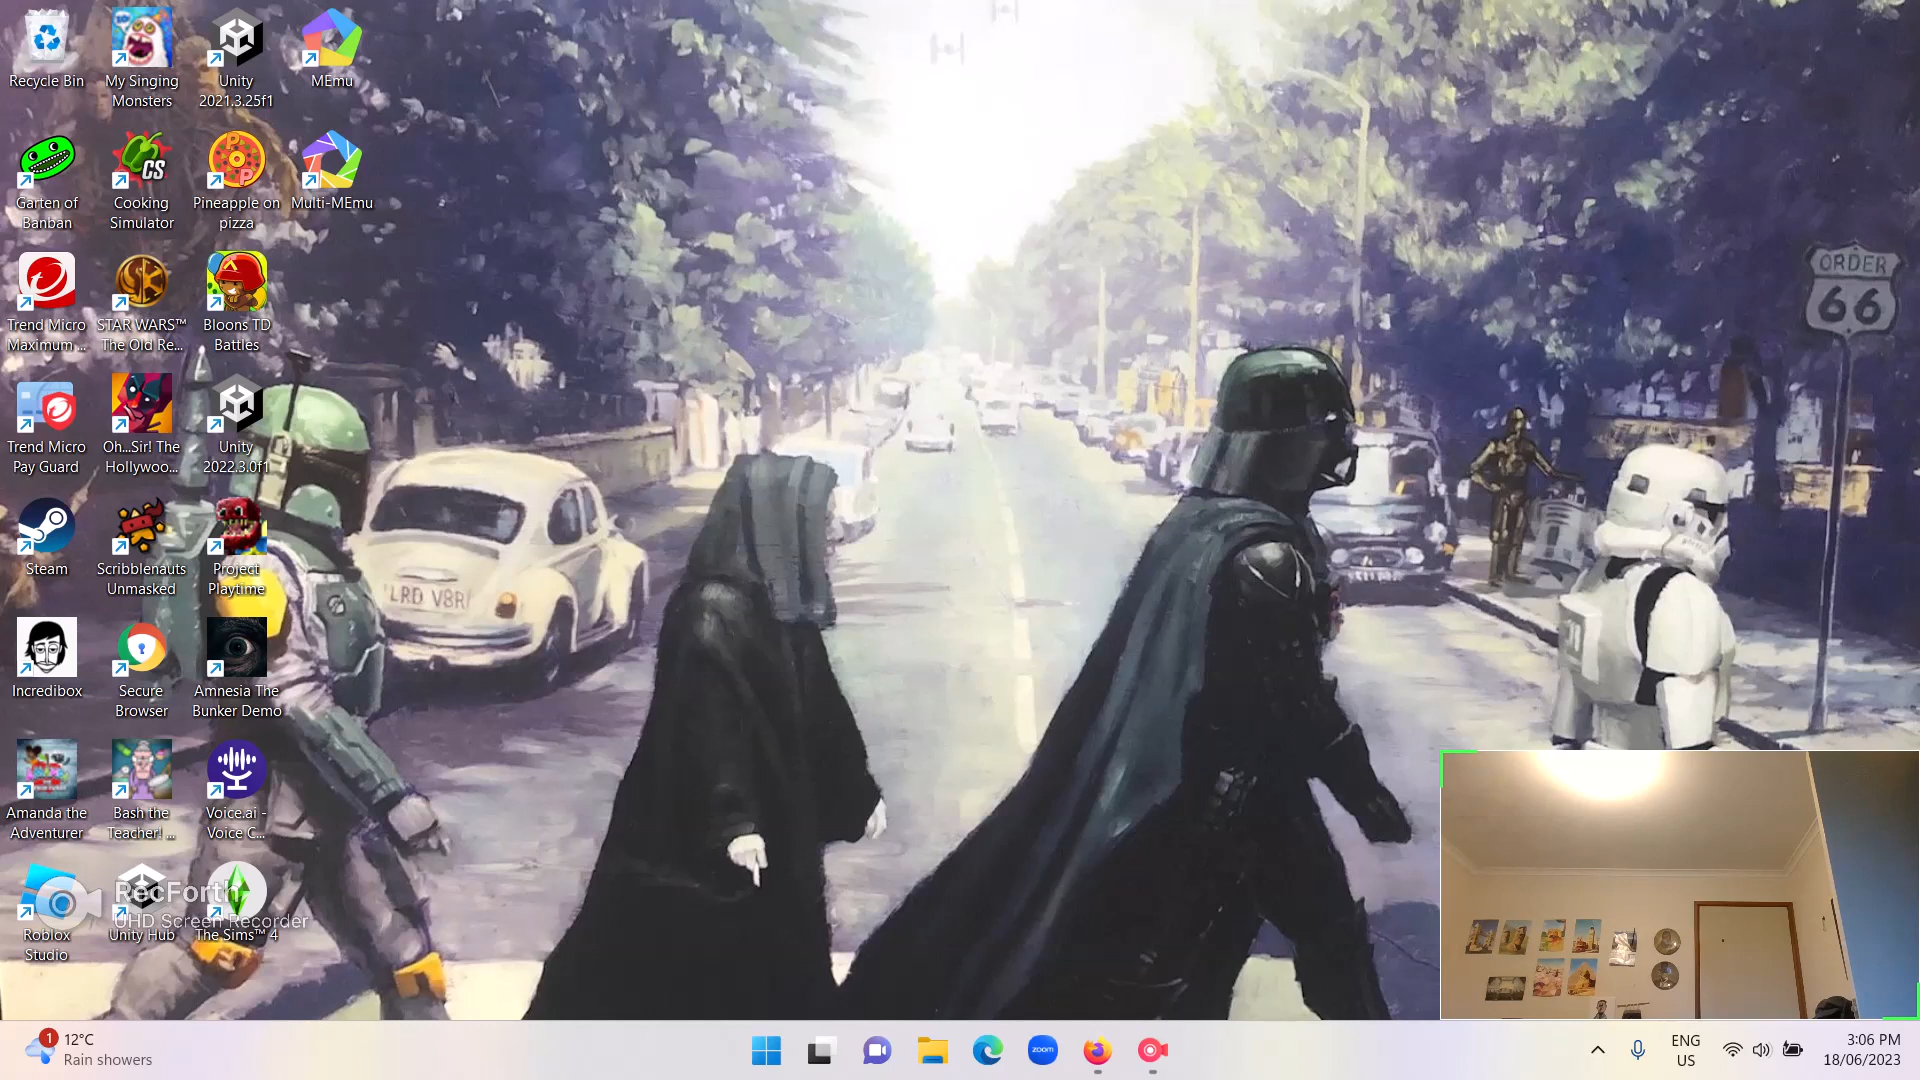 Recycle Bin
My Singing
Monsters
Unity
2021.3.25f1
MEmu
Garten of
Banban
CS
Cooking
Simulator
P
P
Pineapple on
pizza
Multi-MEmu
Trend Micro
Maximum ...
STAR WARS™
The Old Re...
Bloons TD
Battles
ORDER
66
Trend Micro
Pay Guard
Oh...Sir! The
Hollywoo...
Unity
2022.3.0f1
Steam
Scribblenauts
Unmasked
Project
Playtime
LRD V8R
Incredibox
Secure
Browser
Amnesia The
Bunker Demo
Amanda the
Adventurer
Bash the
Teacher! ...
Voice.ai -
Voice C...
RecForth
UHD Screen Recorder
Roblox
Studio
Unity Hub
The Sims™ 4
1
12°C
Rain showers
zoom
ENG
US
3:06 PM
18/06/2023